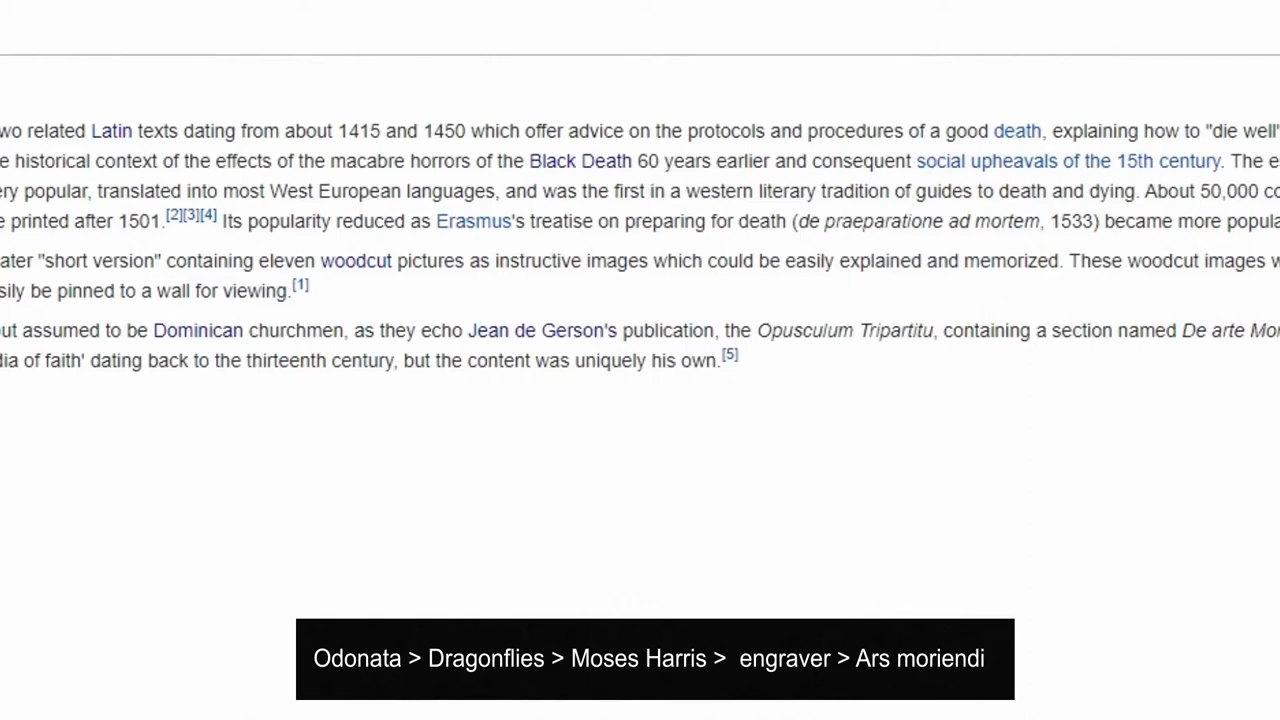 wo related Latin texts dating from about 1415 and 1450 which offer advice on the protocols and procedures of a good death, explaining how to "die well"
e historical context of the effects of the macabre horrors of the Black Death 60 years earlier and consequent social upheavals of the 15th century. The e
ery popular, translated into most West European languages, and was the first in a western literary tradition of guides to death and dying. About 50,000 co
e printed after 1501.[2][3][4] Its popularity reduced as Erasmus's treatise on preparing for death (de praeparatione ad mortem, 1533) became more popula
ater "short version" containing eleven woodcut pictures as instructive images which could be easily explained and memorized. These woodcut images w
sily be pinned to a wall for viewing.[1]
ut assumed to be Dominican churchmen, as they echo Jean de Gerson's publication, the Opusculum Tripartitu, containing a section named De arte Mor
dia of faith' dating back to the thirteenth century, but the content was uniquely his own.[5]
Odonata > Dragonflies > Moses Harris > engraver > Ars moriendi